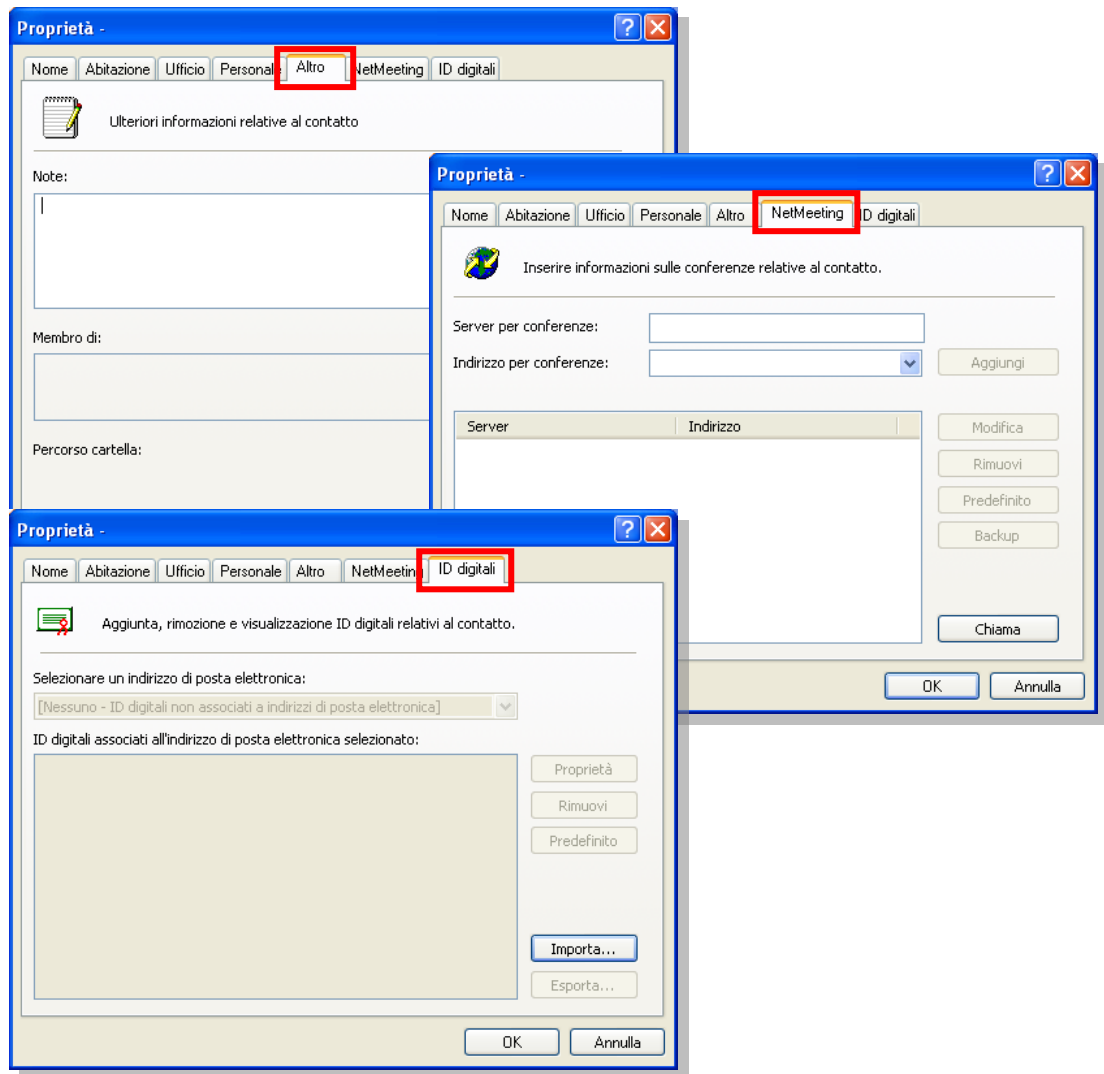 Proprietà -
Nome Abitazione Ufficio Personale Altro NetMeeting ID digitali
Ulteriori informazioni relative al contatto
Note:
Membro di:
Percorso cartella:
Proprietà -
Nome Abitazione Ufficio Personale Altro NetMeeting ID digitali
Inserire informazioni sulle conferenze relative al contatto.
Server per conferenze:
Indirizzo per conferenze:
Aggiungi
Server Indirizzo
Modifica
Rimuovi
Predefinito
Backup
Chiama
OK Annulla
Proprietà -
Nome Abitazione Ufficio Personale Altro NetMeeting ID digitali
Aggiunta, rimozione e visualizzazione ID digitali relativi al contatto.
Selezionare un indirizzo di posta elettronica:
[Nessuno - ID digitali non associati a indirizzi di posta elettronica]
ID digitali associati all'indirizzo di posta elettronica selezionato:
Proprietà
Rimuovi
Predefinito
Importa...
Esporta...
OK Annulla